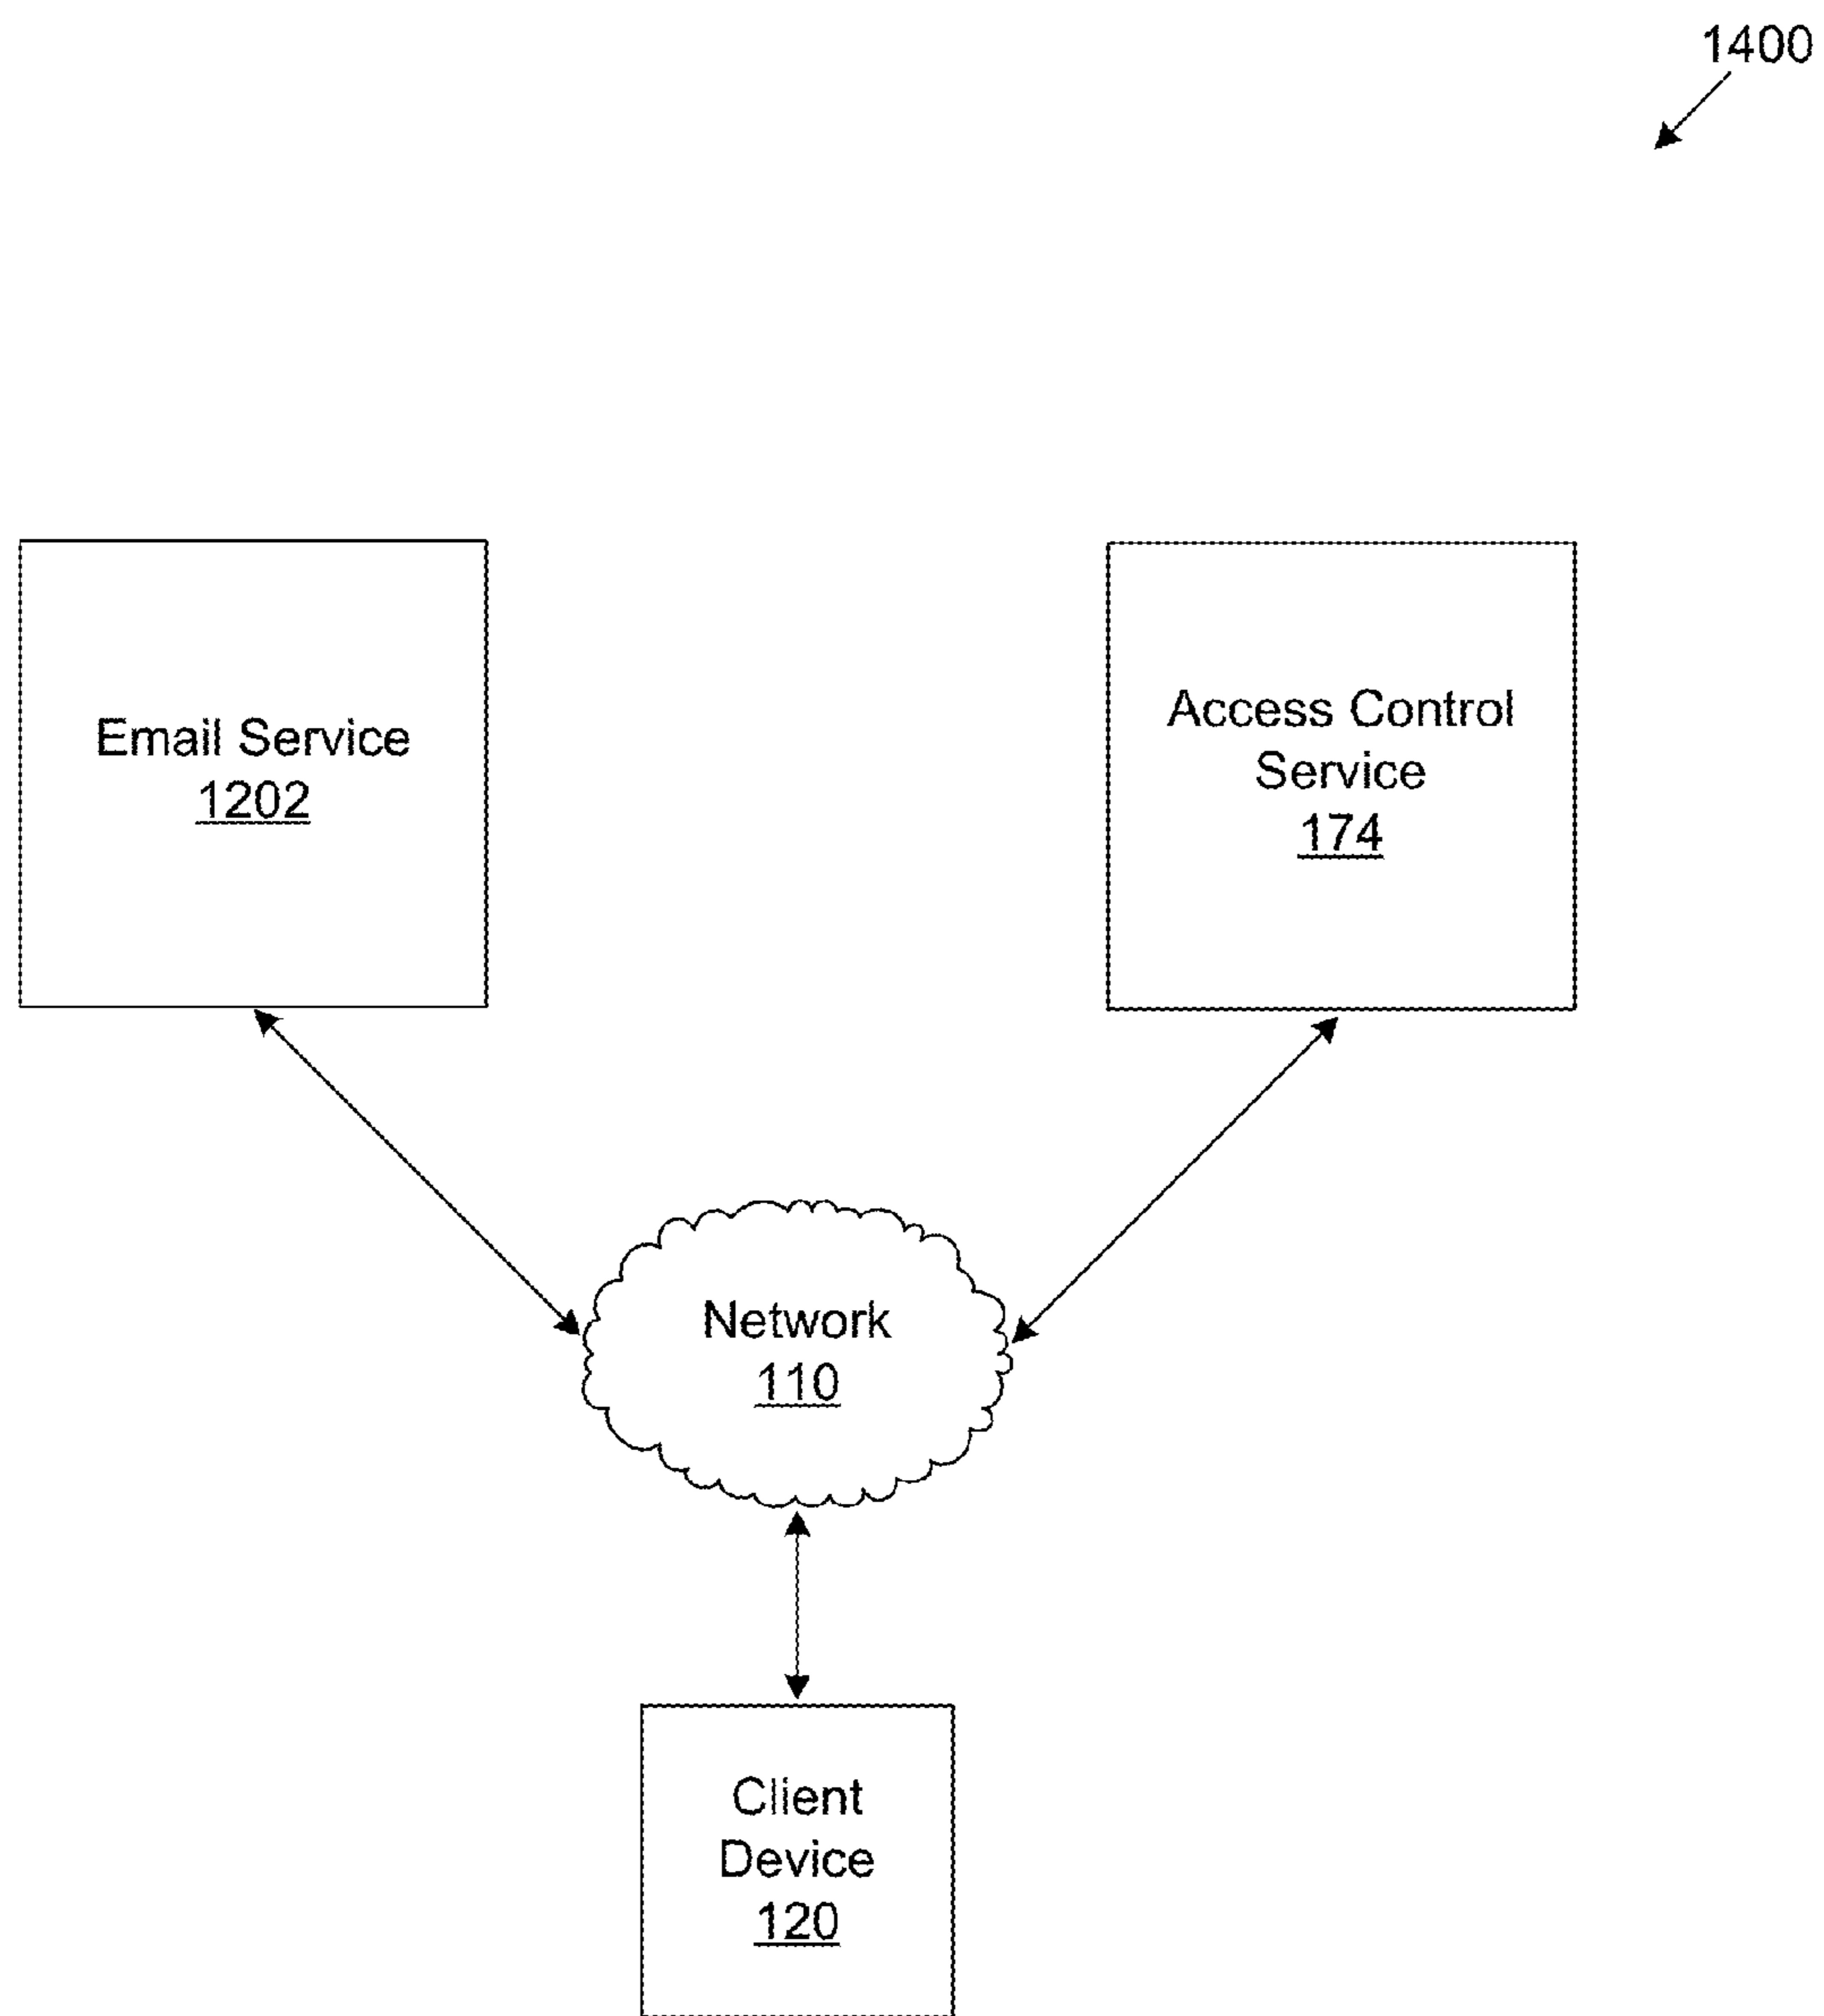 1400
Email Service
1202
Access Control
Service
174
Network
110
Client
Device
120